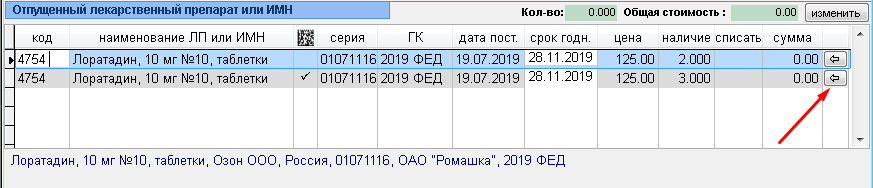 Отпущенный лекарственный препарат или ИМН Кол-во: 0.000 Общая стоимость : 0.00 изменить
код наименование ЛП или ИМН серия ГК дата пост. срок годн. цена наличие списать сумма
4754 Лоратадин, 10 мг №10, таблетки 01071116 2019 ФЕД 19.07.2019 28.11.2019 125.00 2.000 0.00
4754 Лоратадин, 10 мг №10, таблетки 01071116 2019 ФЕД 19.07.2019 28.11.2019 125.00 3.000 0.00
Лоратадин, 10 мг №10, таблетки, Озон ООО, Россия, 01071116, ОАО "Ромашка", 2019 ФЕД